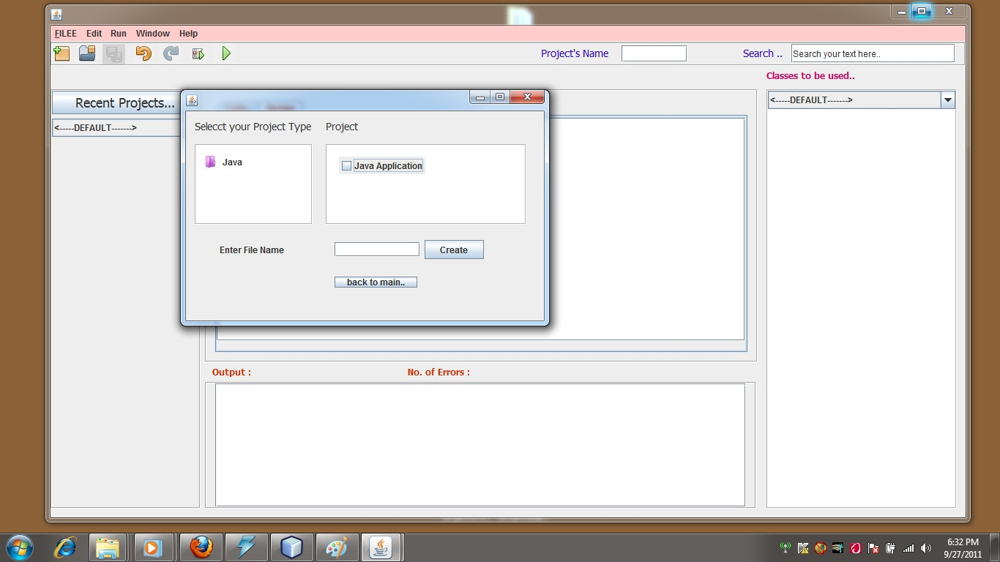 FILEE Edit Run Window Help
Project's Name Search .. Search your text here..
Classes to be used..
Recent Projects...
<-----DEFAULT------->
<-----DEFAULT------->
Selecct your Project Type Project
Java
Java Application
Enter File Name Create
back to main..
Output : No. of Errors :
6:32 PM
9/27/2011